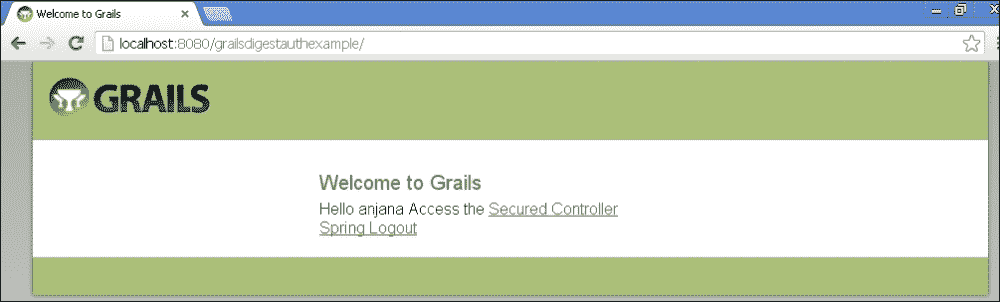 Welcome to Grails
localhost:8080/grailsdigestauthexample/
GRAILS
Welcome to Grails
Hello anjana Access the Secured Controller
Spring Logout